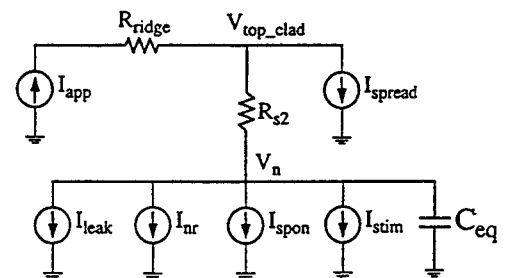 R_ridge
V_top_clad
I_app
I_spread
R_s2
V_n
I_leak
I_nr
I_spon
I_stim
C_eq